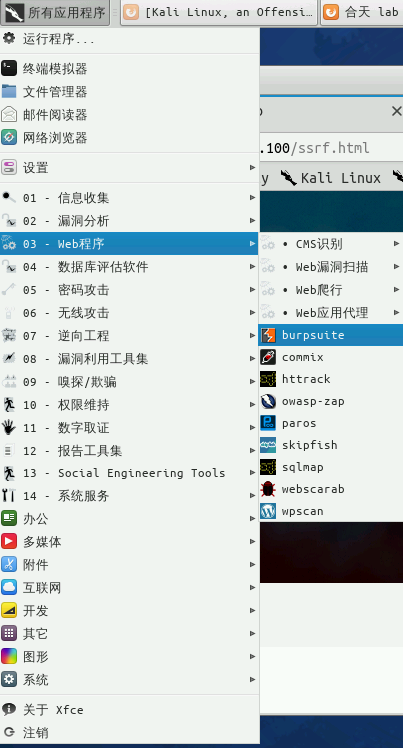 所有应用程序
[Kali Linux, an Offensi...
合天 lab
运行程序...
终端模拟器
文件管理器
邮件阅读器
网络浏览器
.100/ssrf.html
设置
y
Kali Linux
01 - 信息收集
02 - 漏洞分析
03 - Web程序
• CMS识别
04 - 数据库评估软件
• Web漏洞扫描
05 - 密码攻击
• Web爬行
06 - 无线攻击
• Web应用代理
07 - 逆向工程
burpsuite
08 - 漏洞利用工具集
commix
09 - 嗅探/欺骗
httrack
10 - 权限维持
owasp-zap
11 - 数字取证
paros
12 - 报告工具集
skipfish
13 - Social Engineering Tools
sqlmap
14 - 系统服务
webscarab
办公
wpscan
多媒体
附件
互联网
开发
其它
图形
系统
关于 Xfce
注销